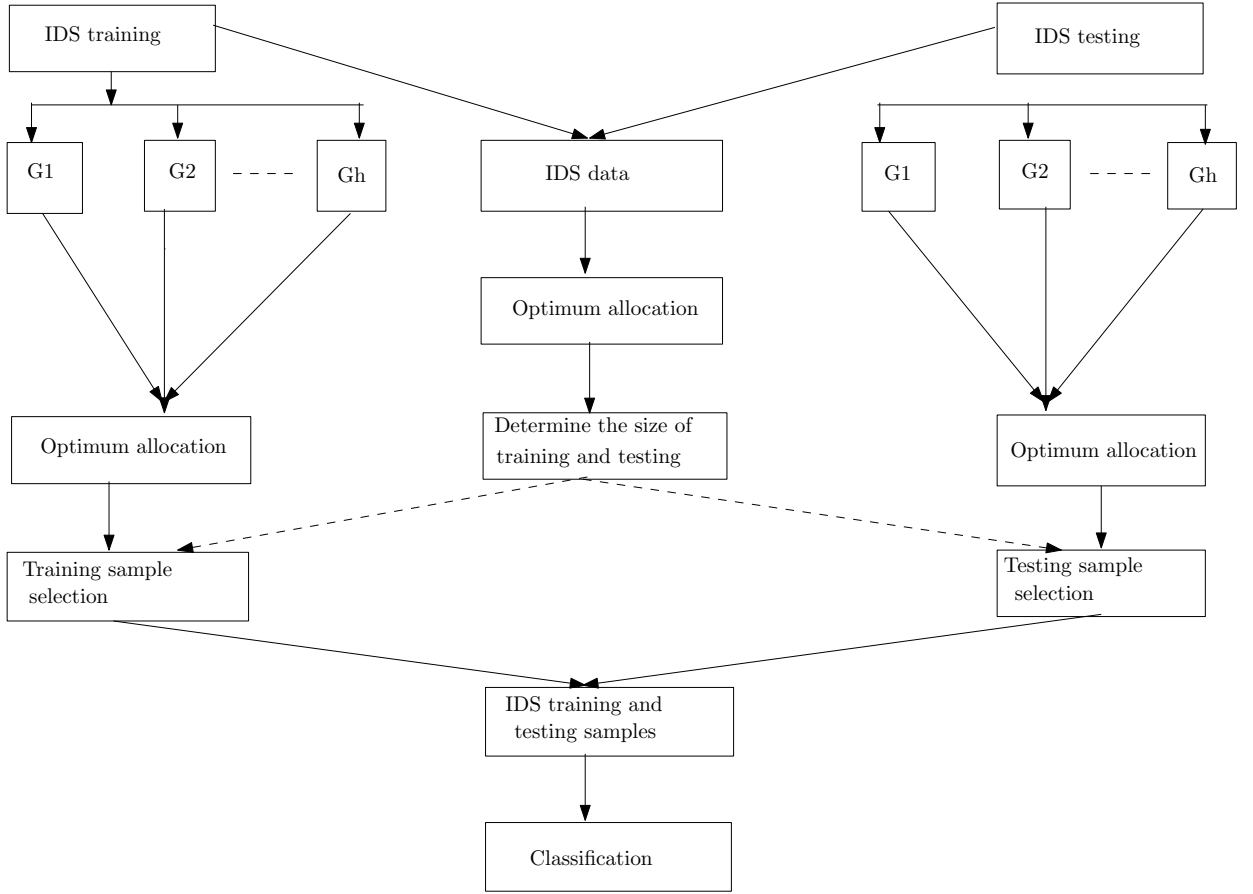 IDS training
IDS testing
G1
G2
Gh
IDS data
G1
G2
Gh
Optimum allocation
Optimum allocation
Determine the size of
training and testing
Optimum allocation
Training sample
selection
Testing sample
selection
IDS training and
testing samples
Classification